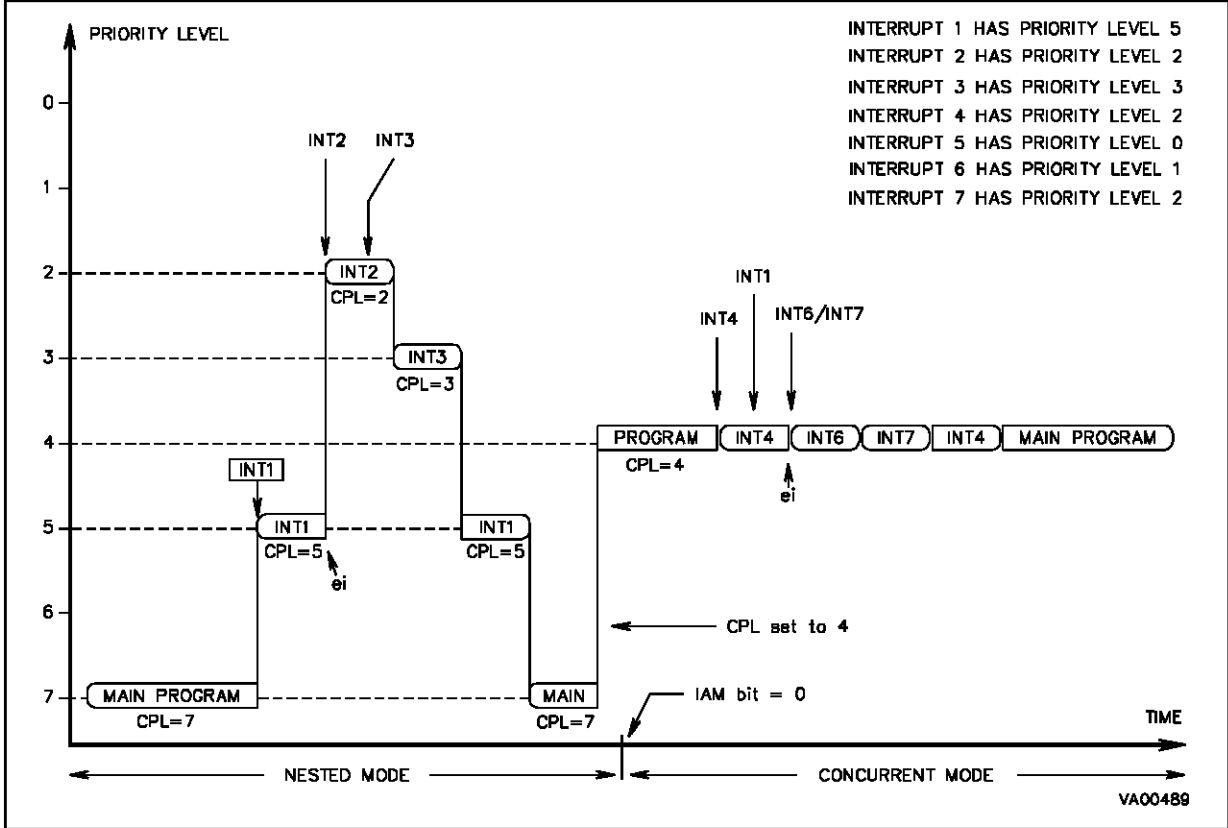 PRIORITY LEVEL
INTERRUPT 1 HAS PRIORITY LEVEL 5
INTERRUPT 2 HAS PRIORITY LEVEL 2
INTERRUPT 3 HAS PRIORITY LEVEL 3
INTERRUPT 4 HAS PRIORITY LEVEL 2
INTERRUPT 5 HAS PRIORITY LEVEL 0
INTERRUPT 6 HAS PRIORITY LEVEL 1
INTERRUPT 7 HAS PRIORITY LEVEL 2
0
INT2 INT3
1
2 INT2
CPL=2
INT1
INT4 INT6/INT7
3 INT3
CPL=3
4 PROGRAM INT4 INT6 INT7 INT4 MAIN PROGRAM
CPL=4
INT1
ei
5 INT1 INT1
CPL=5 CPL=5
ei
6
CPL set to 4
7 MAIN PROGRAM MAIN IAM bit = 0
CPL=7 CPL=7
TIME
NESTED MODE CONCURRENT MODE
VA00489